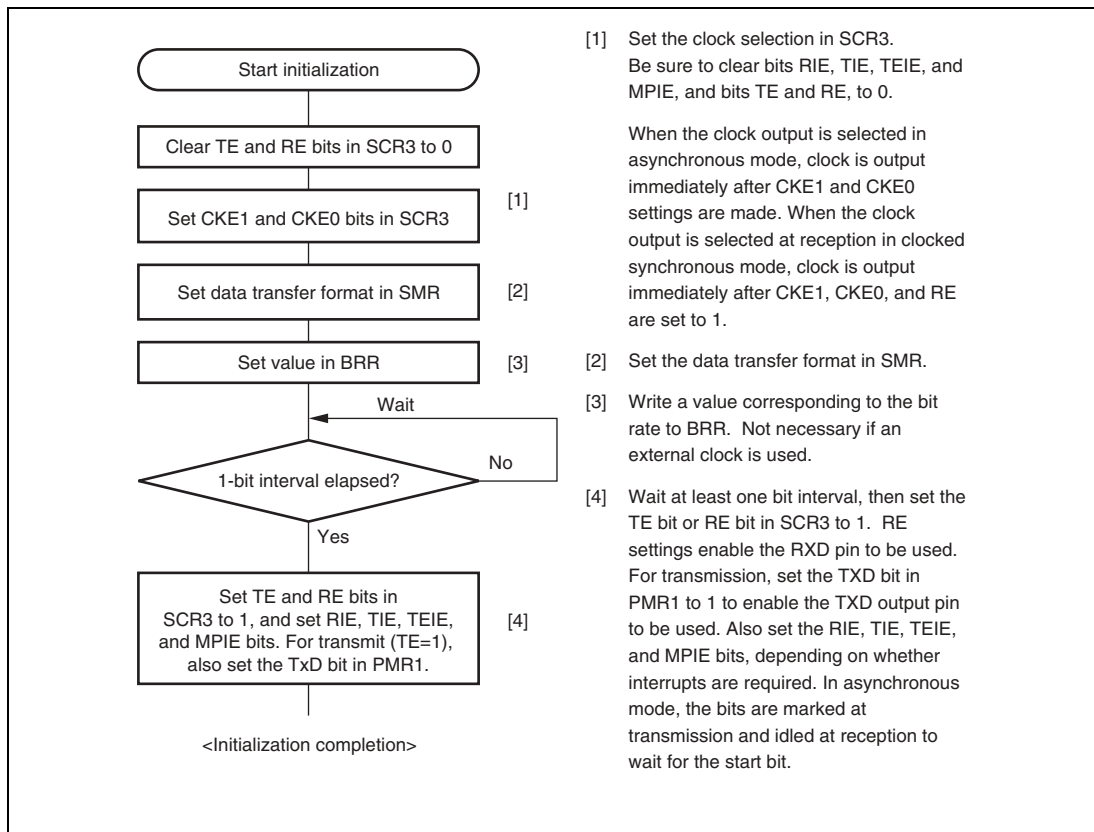 Start initialization
Clear TE and RE bits in SCR3 to 0
Set CKE1 and CKE0 bits in SCR3
[1]
Set data transfer format in SMR
[2]
Set value in BRR
[3]
Wait
No
1-bit interval elapsed?
Yes
Set TE and RE bits in
SCR3 to 1, and set RIE, TIE, TEIE,
and MPIE bits. For transmit (TE=1),
also set the TxD bit in PMR1.
[4]
<Initialization completion>
[1] Set the clock selection in SCR3.
Be sure to clear bits RIE, TIE, TEIE, and
MPIE, and bits TE and RE, to 0.
When the clock output is selected in
asynchronous mode, clock is output
immediately after CKE1 and CKE0
settings are made. When the clock
output is selected at reception in clocked
synchronous mode, clock is output
immediately after CKE1, CKE0, and RE
are set to 1.
[2] Set the data transfer format in SMR.
[3] Write a value corresponding to the bit
rate to BRR. Not necessary if an
external clock is used.
[4] Wait at least one bit interval, then set the
TE bit or RE bit in SCR3 to 1. RE
settings enable the RXD pin to be used.
For transmission, set the TXD bit in
PMR1 to 1 to enable the TXD output pin
to be used. Also set the RIE, TIE, TEIE,
and MPIE bits, depending on whether
interrupts are required. In asynchronous
mode, the bits are marked at
transmission and idled at reception to
wait for the start bit.